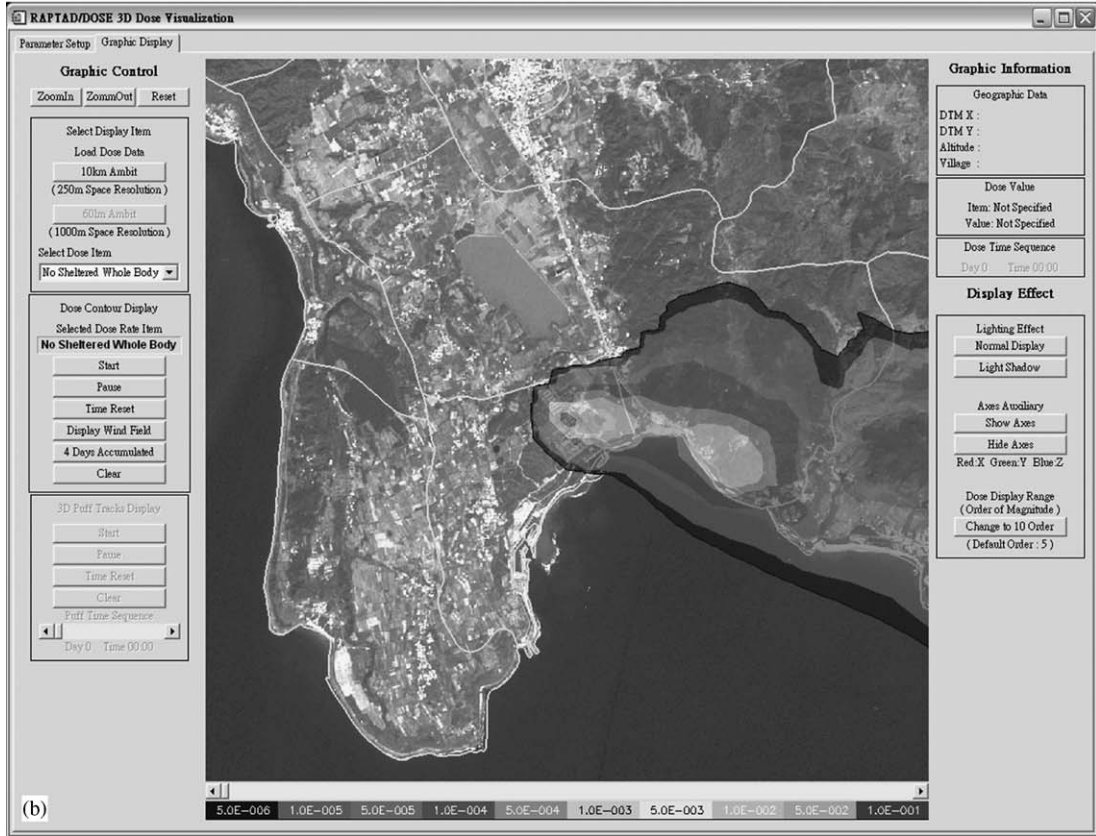 RAPTAD/DOSE 3D Dose Visualization
Parameter Setup Graphic Display
Graphic Control
ZoomIn ZommOut Reset
Select Display Item
Load Dose Data
10km Ambit
( 250m Space Resolution )
60km Ambit
( 1000m Space Resolution )
Select Dose Item
No Sheltered Whole Body
Dose Contour Display
Selected Dose Rate Item
No Sheltered Whole Body
Start
Pause
Time Reset
Display Wind Field
4 Days Accumulated
Clear
3D Puff Tracks Display
Start
Pause
Time Reset
Clear
Puff Time Sequence
Day 0 Time 00:00
(b)
5.0E-006 1.0E-005 5.0E-005 1.0E-004 5.0E-004 1.0E-003 5.0E-003 1.0E-002 5.0E-002 1.0E-001
Graphic Information
Geographic Data
DTM X :
DTM Y :
Altitude :
Village :
Dose Value
Item: Not Specified
Value: Not Specified
Dose Time Sequence
Day 0 Time 00:00
Display Effect
Lighting Effect
Normal Display
Light Shadow
Axes Auxiliary
Show Axes
Hide Axes
Red:X Green:Y Blue:Z
Dose Display Range
( Order of Magnitude )
Change to 10 Order
( Default Order : 5 )